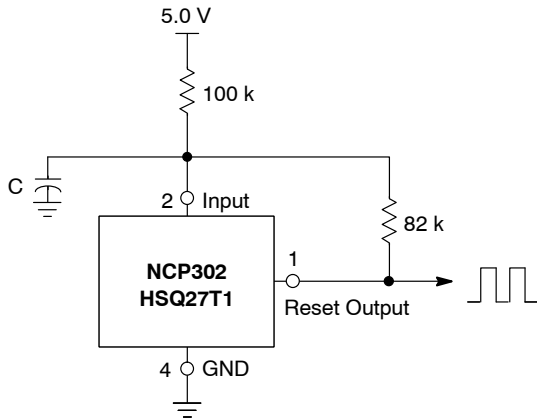 5.0 V
100 k
C
2 Input
82 k
NCP302
HSQ27T1
1
Reset Output
4 GND